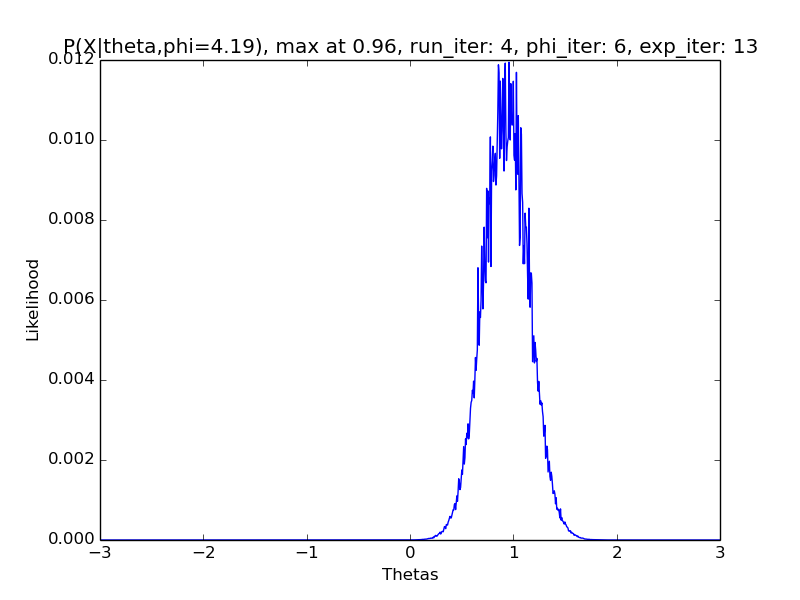 P(X|theta,phi=4.19), max at 0.96, run_iter: 4, phi_iter: 6, exp_iter: 13
0.012
0.010
0.008
0.006
0.004
0.002
0.000
Likelihood
−3 −2 −1 0 1 2 3
Thetas